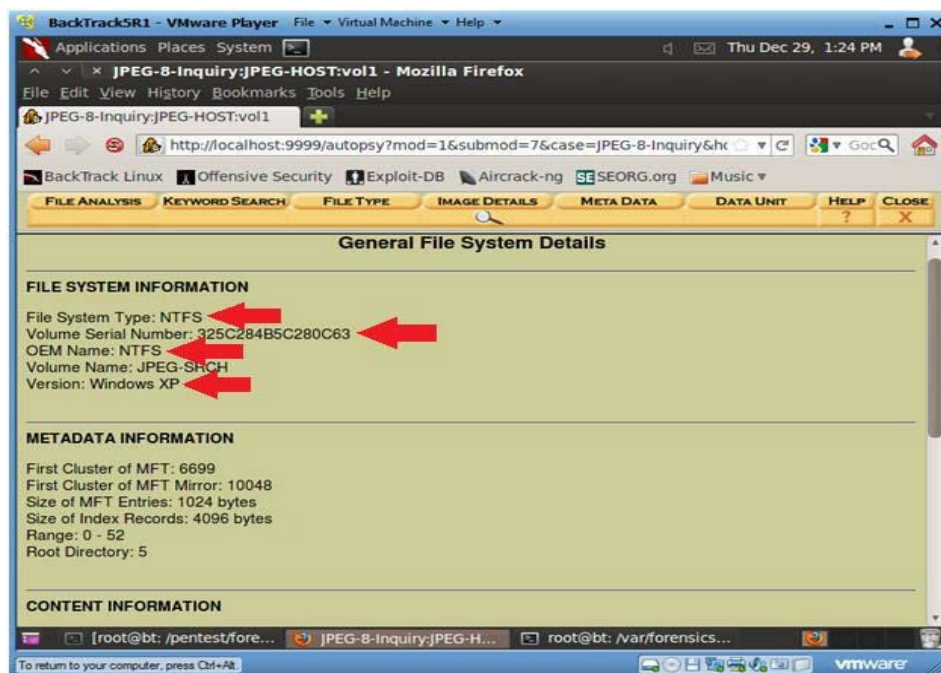 BackTrack5R1 - VMware Player File Virtual Machine Help
Applications Places System Thu Dec 29, 1:24 PM
JPEG-8-Inquiry:JPEG-HOST:vol1 - Mozilla Firefox
File Edit View History Bookmarks Tools Help
JPEG-8-Inquiry:JPEG-HOST:vol1
http://localhost:9999/autopsy?mod=1&submod=7&case=JPEG-8-Inquiry&hc Goc
BackTrack Linux Offensive Security Exploit-DB Aircrack-ng SEORG.org Music
FILE ANALYSIS KEYWORD SEARCH FILE TYPE IMAGE DETAILS META DATA DATA UNIT HELP CLOSE
? X
General File System Details
FILE SYSTEM INFORMATION
File System Type: NTFS
Volume Serial Number: 325C284B5C280C63
OEM Name: NTFS
Volume Name: JPEG-SRCH
Version: Windows XP
METADATA INFORMATION
First Cluster of MFT: 6699
First Cluster of MFT Mirror: 10048
Size of MFT Entries: 1024 bytes
Size of Index Records: 4096 bytes
Range: 0 - 52
Root Directory: 5
CONTENT INFORMATION
[root@bt: /pentest/fore... JPEG-8-Inquiry:JPEG-H... root@bt: /var/forensics...
To return to your computer, press Ctrl+Alt. vmware